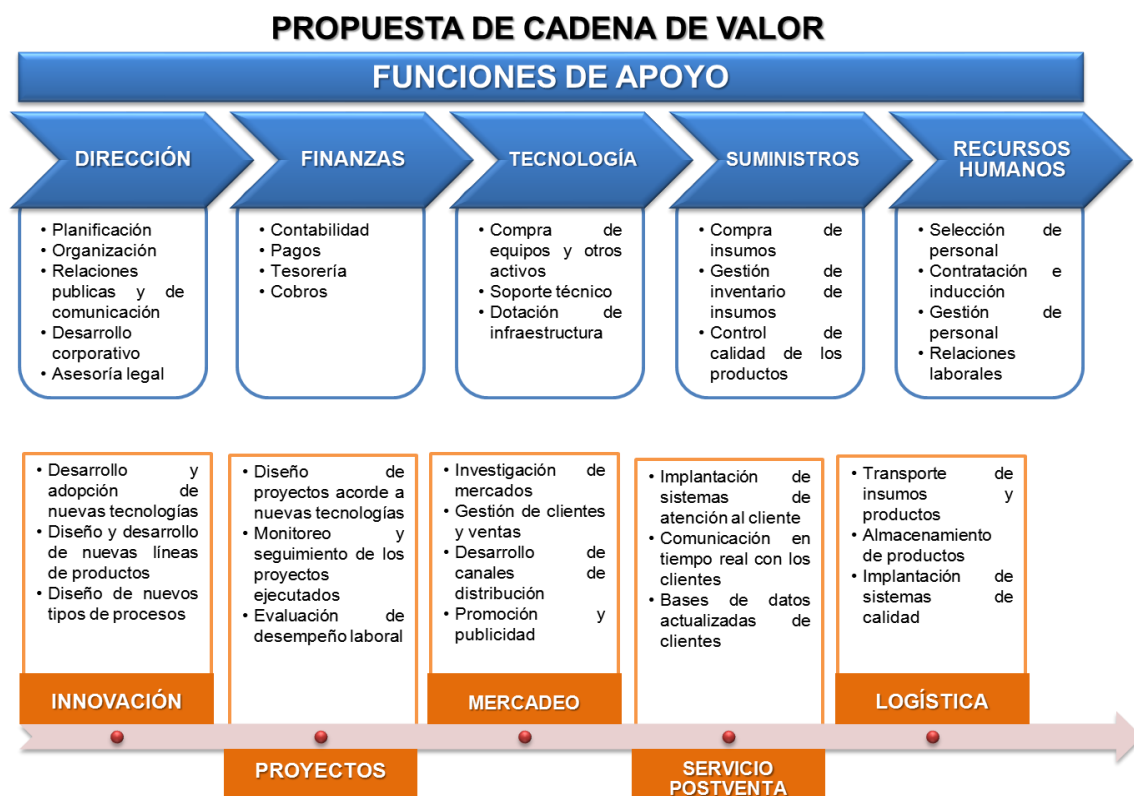 PROPUESTA DE CADENA DE VALOR
FUNCIONES DE APOYO
DIRECCIÓN
• Planificación
• Organización
• Relaciones
publicas y de
comunicación
• Desarrollo
corporativo
• Asesoría legal
FINANZAS
• Contabilidad
• Pagos
• Tesorería
• Cobros
TECNOLOGÍA
• Compra de
equipos y otros
activos
• Soporte técnico
• Dotación de
infraestructura
SUMINISTROS
• Compra de
insumos
• Gestión de
inventario de
insumos
• Control de
calidad de los
productos
RECURSOS
HUMANOS
• Selección de
personal
• Contratación e
inducción
• Gestión de
personal
• Relaciones
laborales
• Desarrollo y
adopción de
nuevas tecnologías
• Diseño y desarrollo
de nuevas líneas
de productos
• Diseño de nuevos
tipos de procesos
INNOVACIÓN
• Diseño de
proyectos acorde a
nuevas tecnologías
• Monitoreo y
seguimiento de los
proyectos
ejecutados
• Evaluación de
desempeño laboral
PROYECTOS
• Investigación de
mercados
• Gestión de clientes
y ventas
• Desarrollo de
canales de
distribución
• Promoción y
publicidad
MERCADEO
• Implantación de
sistemas de
atención al cliente
• Comunicación en
tiempo real con los
clientes
• Bases de datos
actualizadas de
clientes
SERVICIO
POSTVENTA
• Transporte de
insumos y
productos
• Almacenamiento
de productos
• Implantación de
sistemas de
calidad
LOGÍSTICA